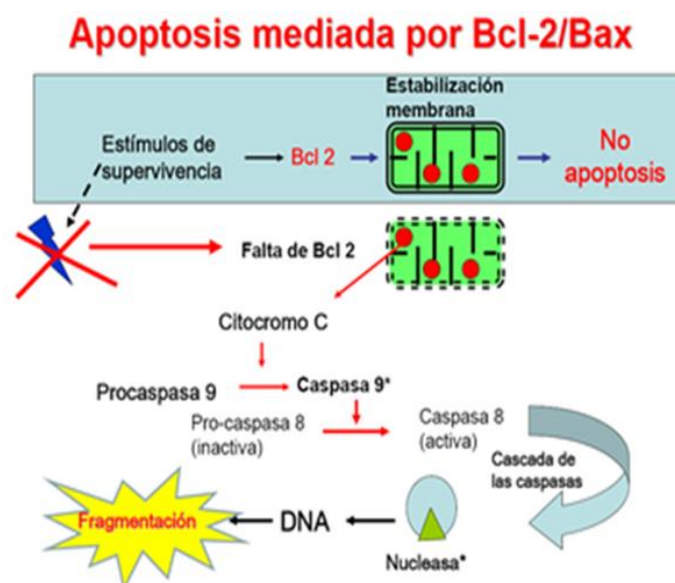 Apoptosis mediada por Bcl-2/Bax
Estabilización
membrana
Estímulos de
supervivencia
Bcl 2
No
apoptosis
Falta de Bcl 2
Citocromo C
Procaspasa 9
Caspasa 9*
Pro-caspasa 8
(inactiva)
Caspasa 8
(activa)
Cascada de
las caspasas
Fragmentación
DNA
Nucleasa*